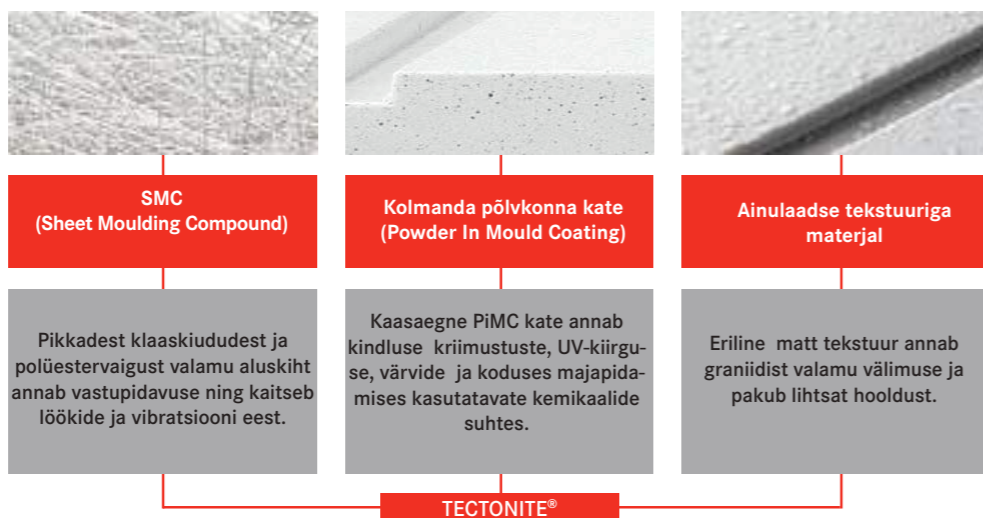 SMC
(Sheet Moulding Compound)
Pikkadest klaaskiududest ja
polüestervaigust valamu aluskiht
annab vastupidavuse ning kaitseb
löökide ja vibratsiooni eest.
Kolmanda põlvkonna kate
(Powder In Mould Coating)
Kaasaegne PiMC kate annab
kindluse kriimustuste, UV-kiirgu-
se, värvide ja koduses majapida-
mises kasutatavate kemikaalide
suhtes.
Ainulaadse tekstuuriga
materjal
Eriline matt tekstuur annab
graniidist valamu välimuse ja
pakub lihtsat hooldust.
TECTONITE®